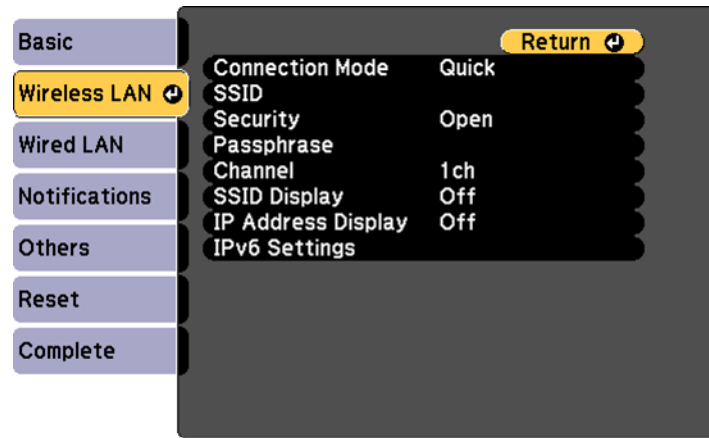 Basic
Wireless LAN
Wired LAN
Notifications
Others
Reset
Complete
Return
Connection Mode Quick
SSID
Security Open
Passphrase
Channel 1ch
SSID Display Off
IP Address Display Off
IPv6 Settings